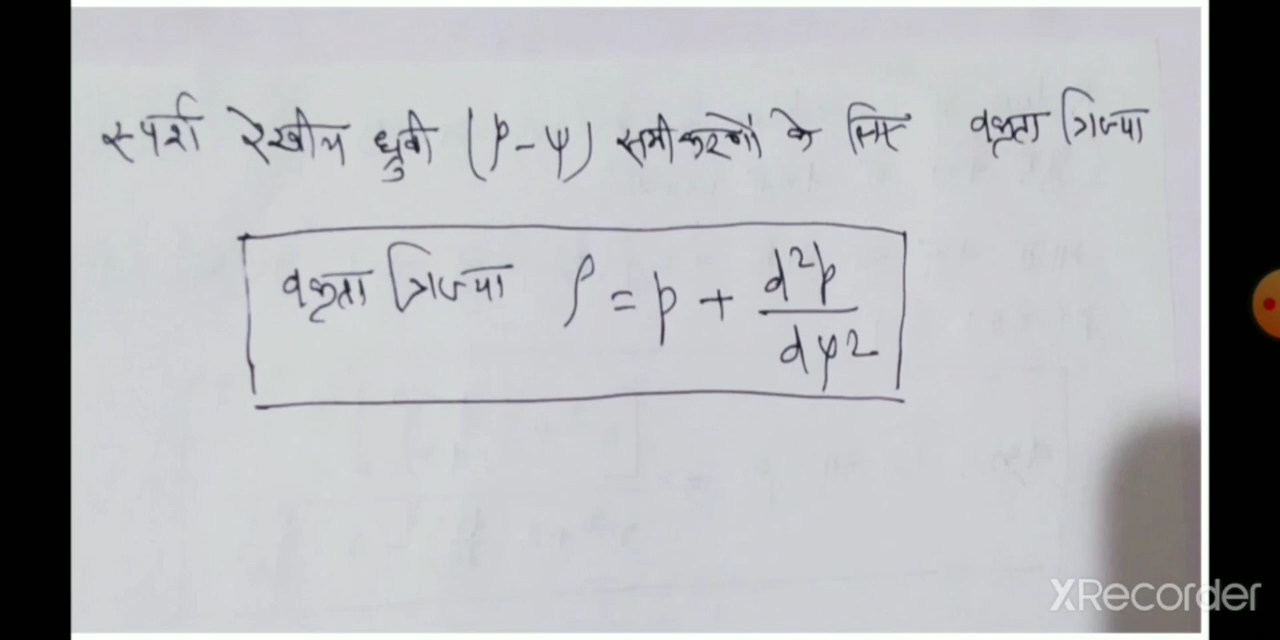 स्पर्श रेखीय ध्रुवी (p-ψ) समीकरणों के लिए वक्रता त्रिज्या
वक्रता त्रिज्या ρ = p + d²p/dψ²
XRecorder